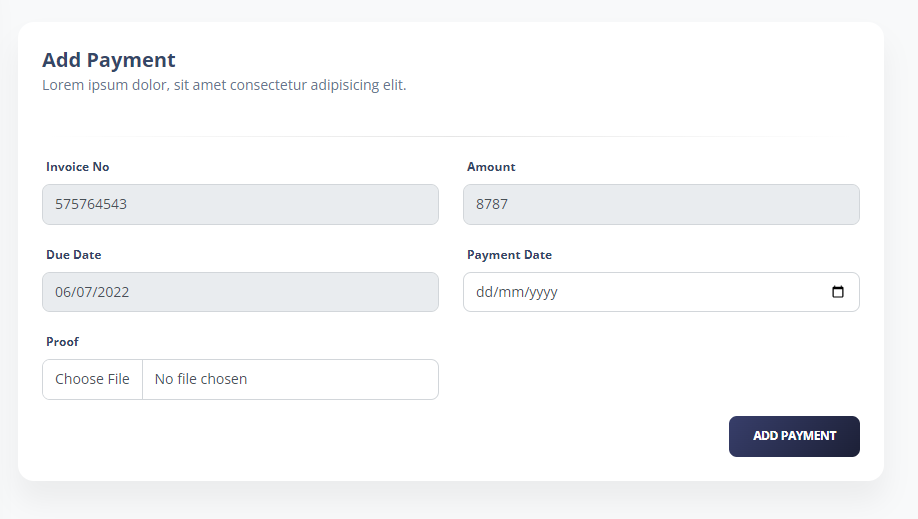 Add Payment
Lorem ipsum dolor, sit amet consectetur adipisicing elit.
Invoice No
Amount
575764543
8787
Due Date
Payment Date
06/07/2022
dd/mm/yyyy
Proof
Choose File No file chosen
ADD PAYMENT